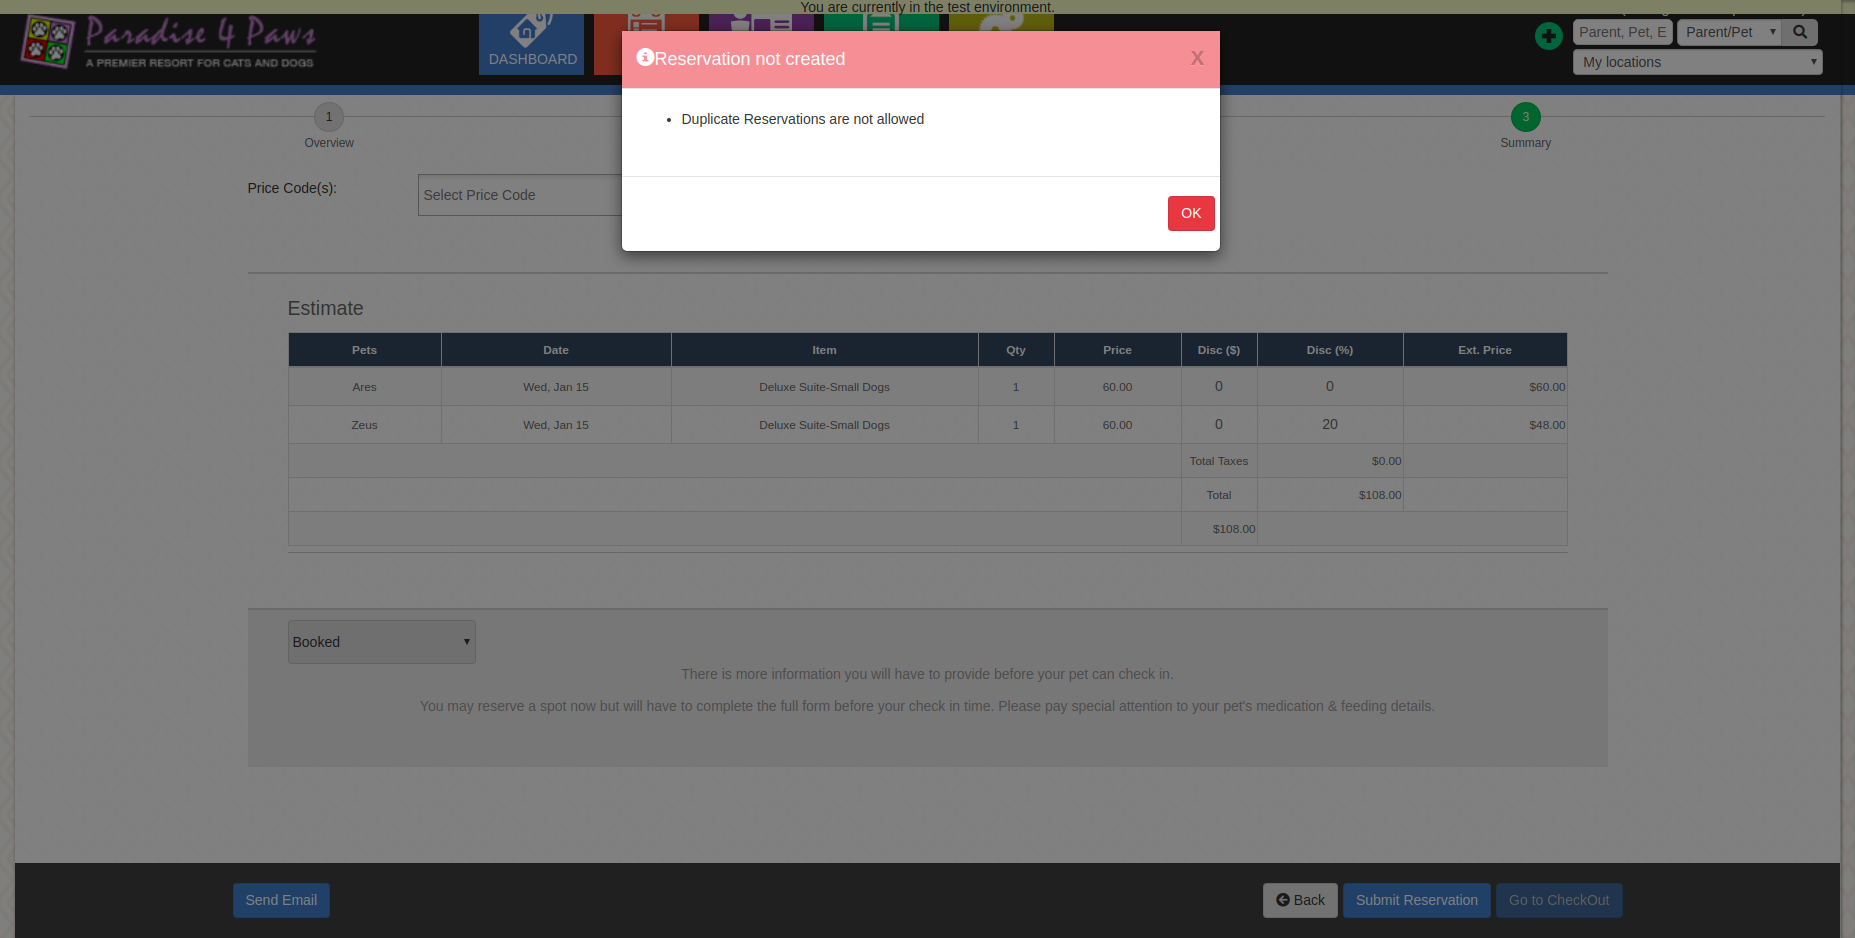 You are currently in the test environment.
Paradise 4 Paws
A PREMIER RESORT FOR CATS AND DOGS
DASHBOARD
Parent, Pet, E
Parent/Pet
My locations
Reservation not created
X
Duplicate Reservations are not allowed
OK
1
Overview
3
Summary
Price Code(s):
Select Price Code
Estimate
Pets Date Item Qty Price Disc ($) Disc (%) Ext. Price
Ares Wed, Jan 15 Deluxe Suite-Small Dogs 1 60.00 0 0 $60.00
Zeus Wed, Jan 15 Deluxe Suite-Small Dogs 1 60.00 0 20 $48.00
Total Taxes $0.00
Total $108.00
$108.00
Booked
There is more information you will have to provide before your pet can check in.
You may reserve a spot now but will have to complete the full form before your check in time. Please pay special attention to your pet's medication & feeding details.
Send Email
Back
Submit Reservation
Go to CheckOut